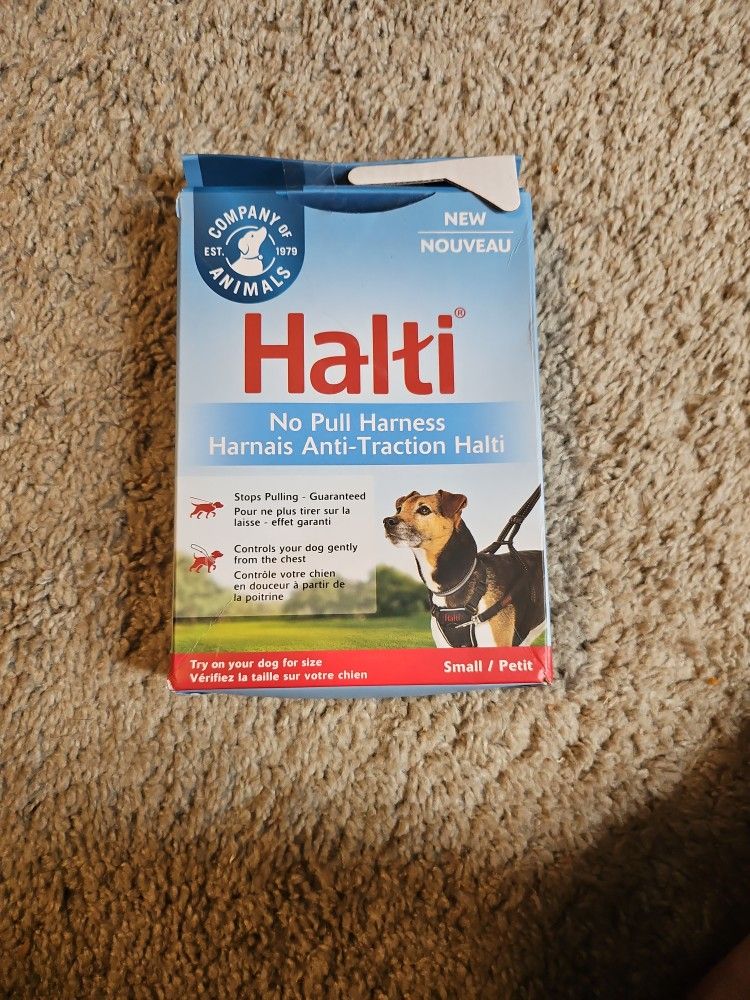 COMPANY OF
EST. 1979
ANIMALS
NEW
NOUVEAU
Halti®
No Pull Harness
Harnais Anti-Traction Halti
Stops Pulling - Guaranteed
Pour ne plus tirer sur la
laisse - effet garanti
Controls your dog gently
from the chest
Contrôle votre chien
en douceur à partir de
la poitrine
Halti
Try on your dog for size
Vérifiez la taille sur votre chien
Small / Petit